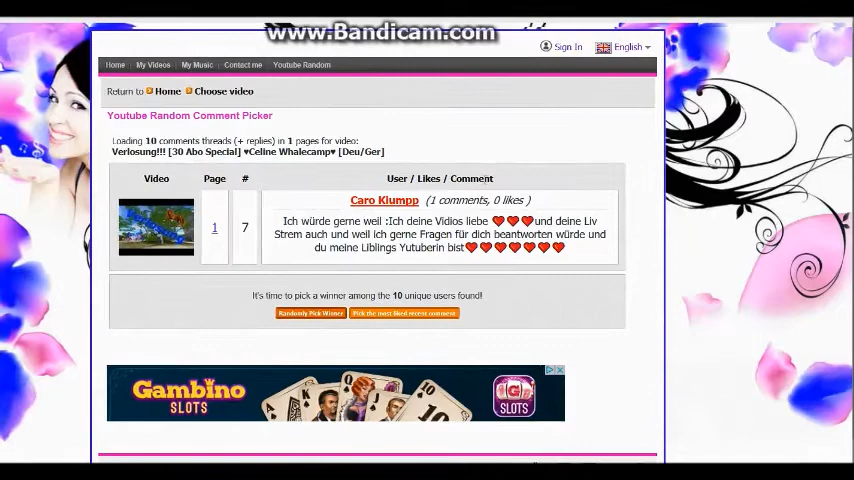 www.Bandicam.com
Sign In English
Home My Videos My Music Contact me Youtube Random
Return to Home Choose video
Youtube Random Comment Picker
Loading 10 comments threads (+ replies) in 1 pages for video:
Verlosung!!! [30 Abo Special] ♥Celine Whalecamp♥ [Deu/Ger]
Video Page # User / Likes / Comment
Caro Klumpp (1 comments, 0 likes )
1 7
Ich würde gerne weil :Ich deine Vidios liebe ❤❤❤und deine Liv
Strem auch und weil ich gerne Fragen für dich beantworten würde und
du meine Liblings Yutuberin bist❤❤❤❤❤❤❤
Verlosung
It's time to pick a winner among the 10 unique users found!
Randomly Pick Winner Pick the most liked recent comment
Gambino
SLOTS
K Q J 10
10
SLOTS